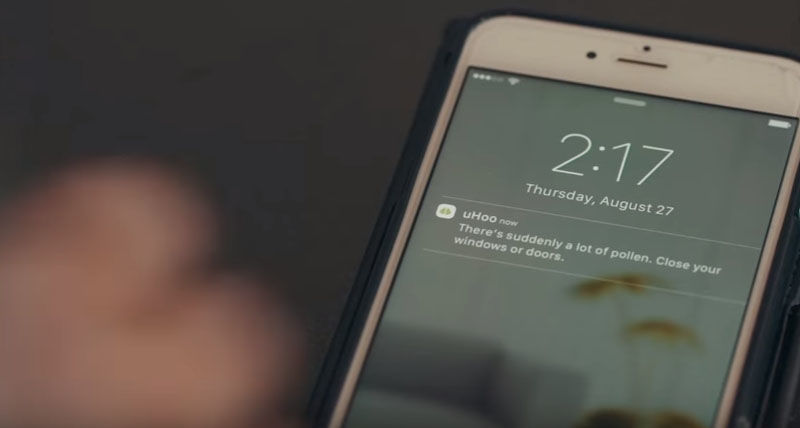 2:17
Thursday, August 27
uHoo now
There's suddenly a lot of pollen. Close your
windows or doors.